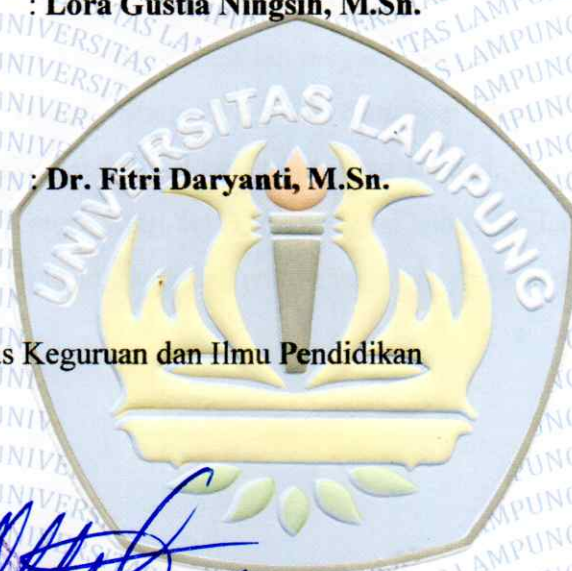 : Lora Gustia Ningsih, M.Sn.
: Dr. Fitri Daryanti, M.Sn.
Keguruan dan Ilmu Pendidikan
UNIVERSITAS LAMPUNG